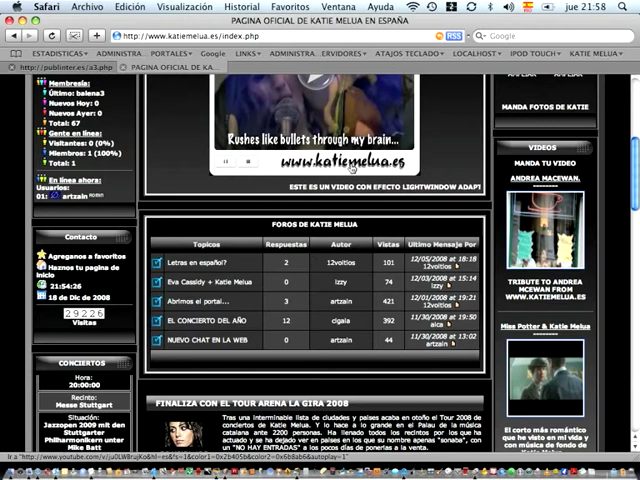 Safari Archivo Edición Visualización Historial Favoritos Ventana Ayuda jue 21:58
PAGINA OFICIAL DE KATIE MELUA EN ESPAÑA
http://www.katiemelua.es/index.php
RSS
Google
ESTADISTICAS ADMINISTRA... PORTALES Google LINKS ADMINISTRA...ERVIDORES ATAJOS TECLADO LOCALHOST IPOD TOUCH KATIE MELUA
http://publinter.es/a3.php
PAGINA OFICIAL DE KA...
Membresía:
Último: balena3
Nuevos Hoy: 0
Nuevos Ayer: 0
Total: 67
Gente en línea:
Visitantes: 0 (0%)
Miembros: 1 (100%)
Total: 1
En línea ahora:
Usuarios:
01: artzain
Contacto
Agreganos a favoritos
Haznos tu pagina de inicio
21:54:26
18 de Dic de 2008
29226
Visitas
CONCIERTOS
Hora:
20:00:00
Recinto:
Messe Stuttgart
Situación:
Jazzopen 2009 mit den
Stuttgarter
Philharmonikern unter
Mike Batt
Rushes like bullets through my brain...
www.katiemelua.es
ESTE ES UN VIDEO CON EFECTO LIGHTWINDOW ADAPT
FOROS DE KATIE MELUA
Topicos Respuestas Autor Vistas Ultimo Mensaje Por
Letras en español? 2 12voltios 101 12/05/2008 at 18:18
12voltios
Eva Cassidy + Katie Melua 0 Izzy 74 12/03/2008 at 15:14
Izzy
Abrimos el portal... 3 artzain 421 12/01/2008 at 19:21
12voltios
EL CONCIERTO DEL AÑO 12 cigala 392 11/30/2008 at 19:50
aica
NUEVO CHAT EN LA WEB 0 artzain 44 11/30/2008 at 13:02
artzain
FINALIZA CON EL TOUR ARENA LA GIRA 2008
Tras una interminable lista de ciudades y paises acaba en otoño el Tour 2008 de
conciertos de Katie Melua. Y lo hace a lo grande en el Palau de la música
catalana ante 2200 personas. Ha llenado todos los recintos por los que ha
actuado y se ha dejado ver en paises en los que su nombre apenas "sonaba", con
un "NO HAY ENTRADAS" a los pocos días de ponerlas a la venta.
MANDA FOTOS DE KATIE
VIDEOS
MANDA TU VIDEO
ANDREA MACEWAN.
--------
TRIBUTE TO ANDREA
MCEWAN FROM
WWW.KATIEMELUA.ES
Miss Potter & Katie
Melua
--------
El corto más
romántico que
he visto en mi vida y
con música de fondo